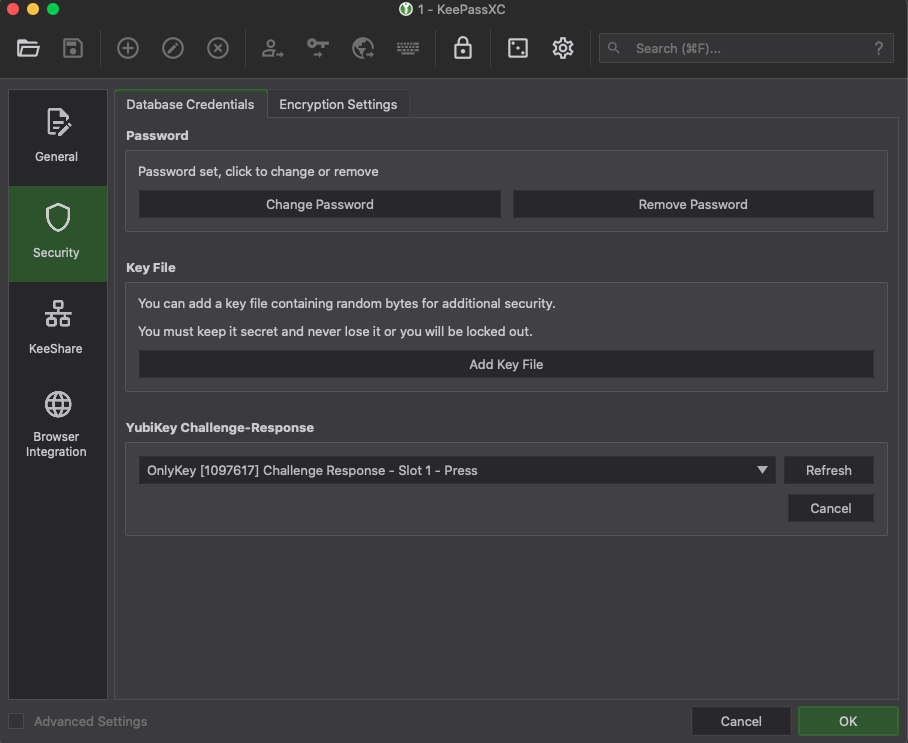 1 - KeePassXC
Search (⌘F)...
?
General
Security
KeeShare
Browser
Integration
Database Credentials
Encryption Settings
Password
Password set, click to change or remove
Change Password
Remove Password
Key File
You can add a key file containing random bytes for additional security.
You must keep it secret and never lose it or you will be locked out.
Add Key File
YubiKey Challenge-Response
OnlyKey [1097617] Challenge Response - Slot 1 - Press
Refresh
Cancel
Advanced Settings
Cancel
OK